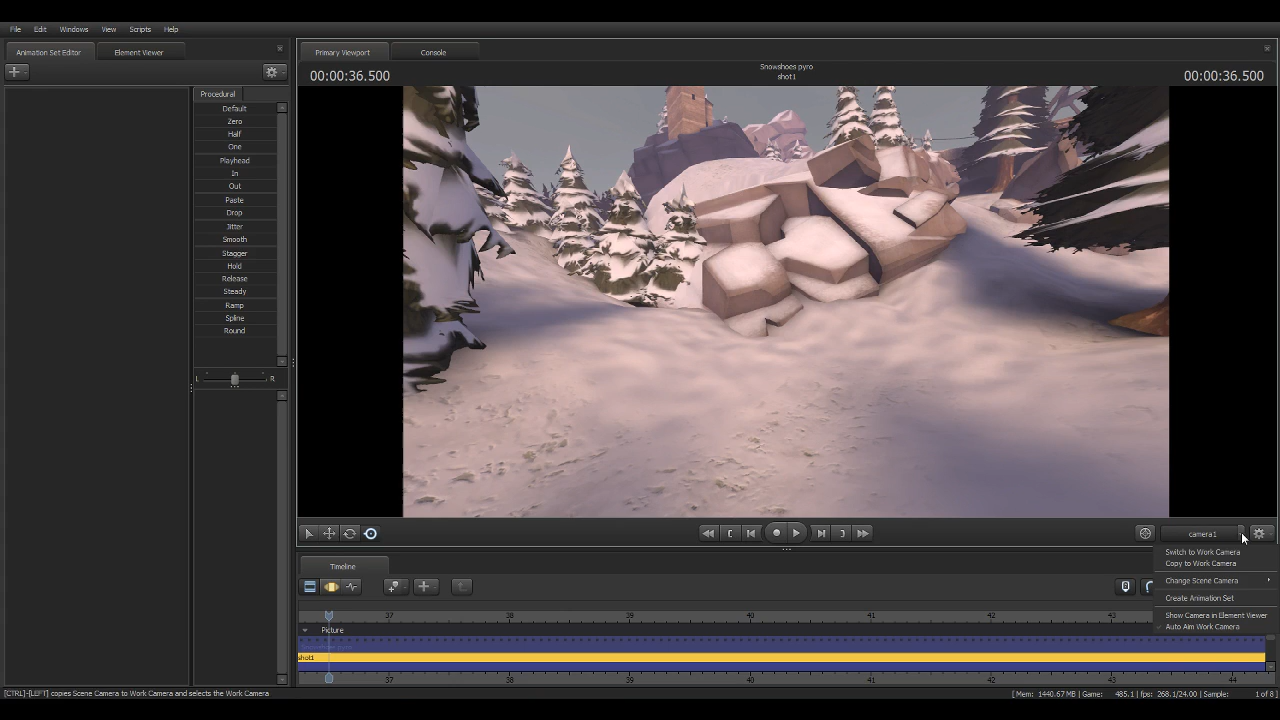 File Edit Windows View Scripts Help
Animation Set Editor Element Viewer
Primary Viewport Console
00:00:36.500
Snowshoes pyro
shot1
00:00:36.500
Procedural
Default
Zero
Half
One
Playhead
In
Out
Paste
Drop
Jitter
Smooth
Stagger
Hold
Release
Steady
Ramp
Spline
Round
L R
camera1
Switch to Work Camera
Copy to Work Camera
Change Scene Camera
Create Animation Set
Show Camera in Element Viewer
Auto Aim Work Camera
Timeline
37 38 39 40 41 42 43
Picture
Snowshoes pyro
shot1
37 38 39 40 41 42 43 44
[CTRL]-[LEFT] copies Scene Camera to Work Camera and selects the Work Camera
[ Mem: 1440.67 MB | Game: 485.1 | fps: 268.1/24.00 | Sample: 1 of 8 ]